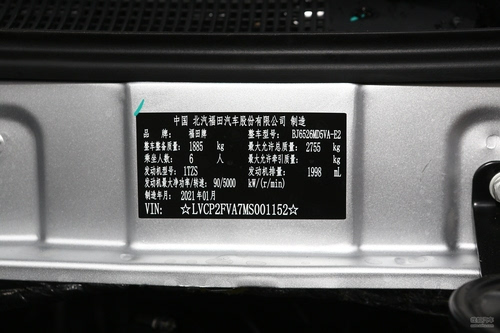 中国 北汽福田汽车股份有限公司 制造
品牌: 福田牌 整车型号: BJ6526MD5VA-E2
整车整备质量: 1885 kg 最大允许总质量: 2755 kg
乘坐人数: 6 人 最大允许牵引质量: kg
发动机型号: 1TZS 发动机排量: 1998 mL
发动机最大净功率/转速: 90/5000 kW/(r/min)
制造年月: 2021年01月
VIN: ☆LVCP2FVA7MS001152☆